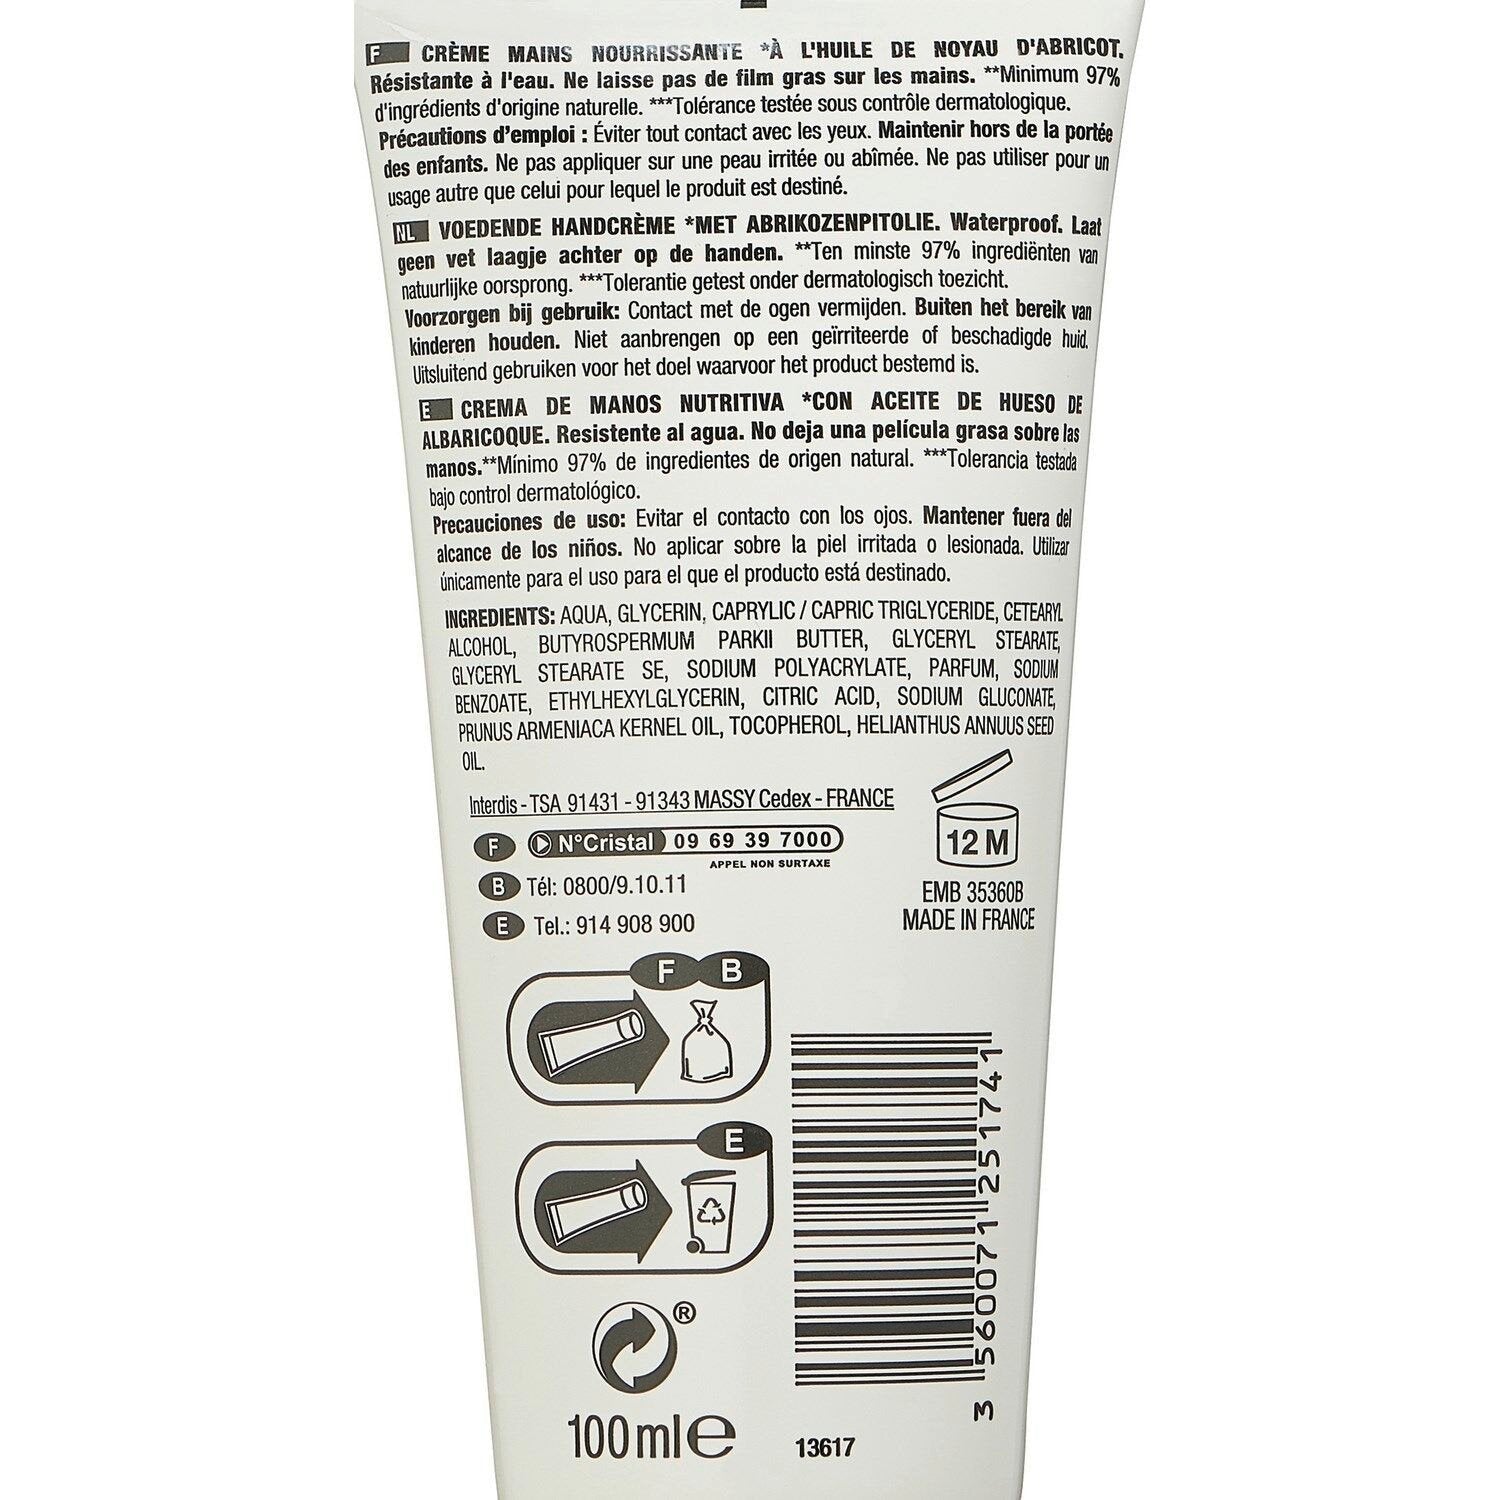 F CRÈME MAINS NOURRISSANTE *À L'HUILE DE NOYAU D'ABRICOT.
Résistante à l'eau. Ne laisse pas de film gras sur les mains. **Minimum 97%
d'ingrédients d'origine naturelle. ***Tolérance testée sous contrôle dermatologique.
Précautions d'emploi : Éviter tout contact avec les yeux. Maintenir hors de la portée
des enfants. Ne pas appliquer sur une peau irritée ou abîmée. Ne pas utiliser pour un
usage autre que celui pour lequel le produit est destiné.
NL VOEDENDE HANDCRÈME *MET ABRIKOZENPITOLIE. Waterproof. Laat
geen vet laagje achter op de handen. **Ten minste 97% ingrediënten van
natuurlijke oorsprong. ***Tolerantie getest onder dermatologisch toezicht.
Voorzorgen bij gebruik: Contact met de ogen vermijden. Buiten het bereik van
kinderen houden. Niet aanbrengen op een geïrriteerde of beschadigde huid.
Uitsluitend gebruiken voor het doel waarvoor het product bestemd is.
E CREMA DE MANOS NUTRITIVA *CON ACEITE DE HUESO DE
ALBARICOQUE. Resistente al agua. No deja una película grasa sobre las
manos.**Mínimo 97% de ingredientes de origen natural. ***Tolerancia testada
bajo control dermatológico.
Precauciones de uso: Evitar el contacto con los ojos. Mantener fuera del
alcance de los niños. No aplicar sobre la piel irritada o lesionada. Utilizar
únicamente para el uso para el que el producto está destinado.
INGREDIENTS: AQUA, GLYCERIN, CAPRYLIC / CAPRIC TRIGLYCERIDE, CETEARYL
ALCOHOL, BUTYROSPERMUM PARKII BUTTER, GLYCERYL STEARATE,
GLYCERYL STEARATE SE, SODIUM POLYACRYLATE, PARFUM, SODIUM
BENZOATE, ETHYLHEXYLGLYCERIN, CITRIC ACID, SODIUM GLUCONATE,
PRUNUS ARMENIACA KERNEL OIL, TOCOPHEROL, HELIANTHUS ANNUUS SEED
OIL.
Interdis - TSA 91431 - 91343 MASSY Cedex - FRANCE
F N°Cristal 09 69 39 7000
APPEL NON SURTAXE
B Tél: 0800/9.10.11
E Tel.: 914 908 900
12 M
EMB 35360B
MADE IN FRANCE
F B
E
®
100 ml e
3 560071 251741
13617